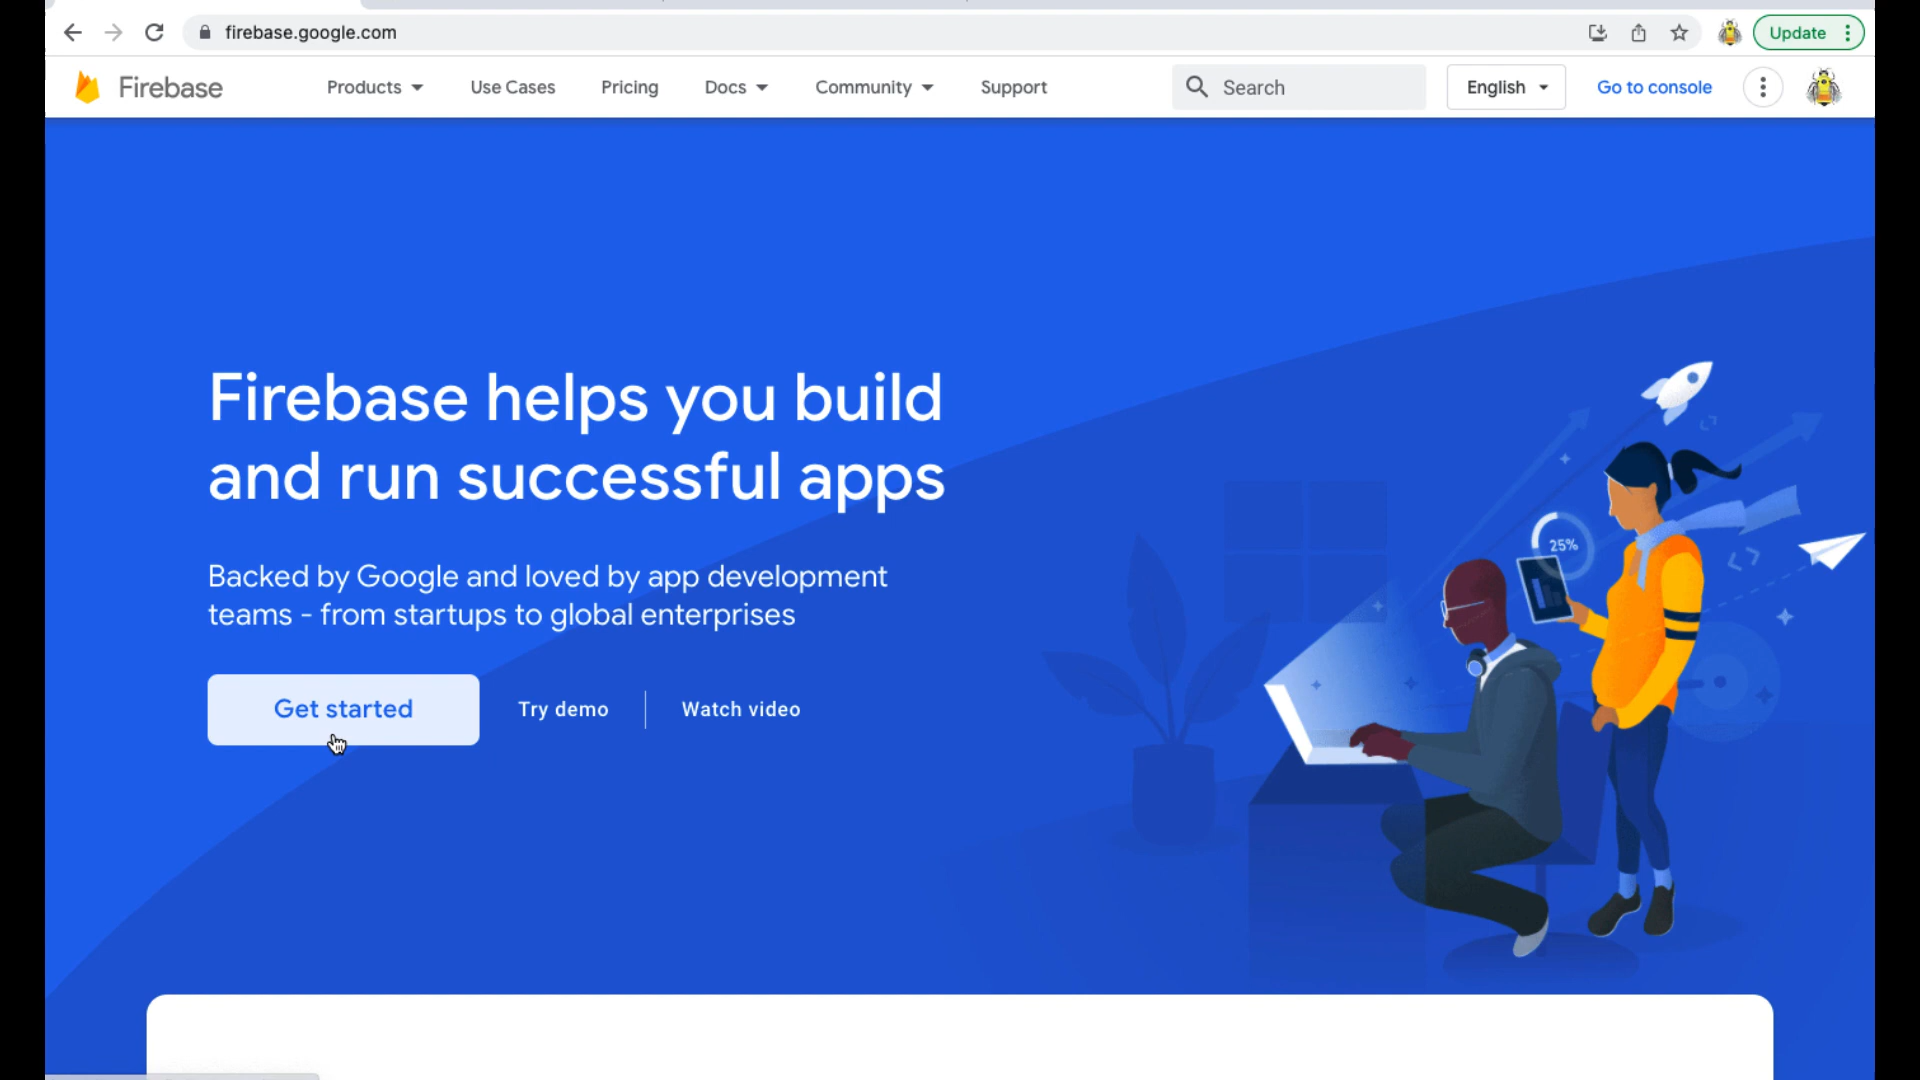 firebase.google.com
Update
Firebase
Products
Use Cases
Pricing
Docs
Community
Support
Search
English
Go to console
Firebase helps you build
and run successful apps
Backed by Google and loved by app development
teams - from startups to global enterprises
25%
Get started
Try demo
Watch video